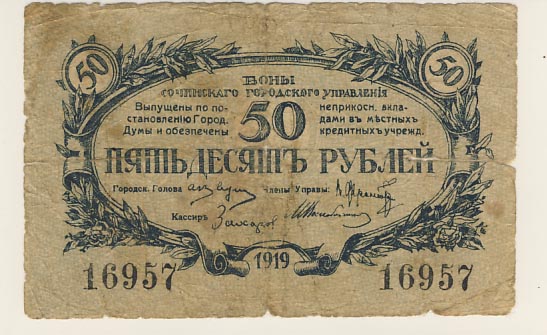 50 50
БОНЫ
СОЧИНСКАГО ГОРОДСКОГО УПРАВЛЕНІЯ
Выпущены по по- 50 неприкосн. вкла-
становленію Город. дами въ мѣстныхъ
Думы и обезпечены кредитныхъ учрежд.
ПЯТЬДЕСЯТЪ РУБЛЕЙ
Городск. Голова Члены Управы:
Кассиръ Захаровъ
1919
16957 16957